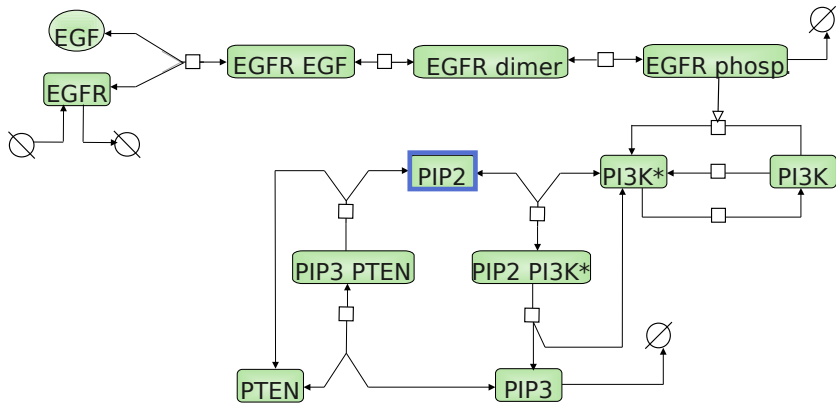 EGF
EGFR EGF
EGFR dimer
EGFR phosp.
EGFR
PIP2
PI3K*
PI3K
PIP3 PTEN
PIP2 PI3K*
PTEN
PIP3